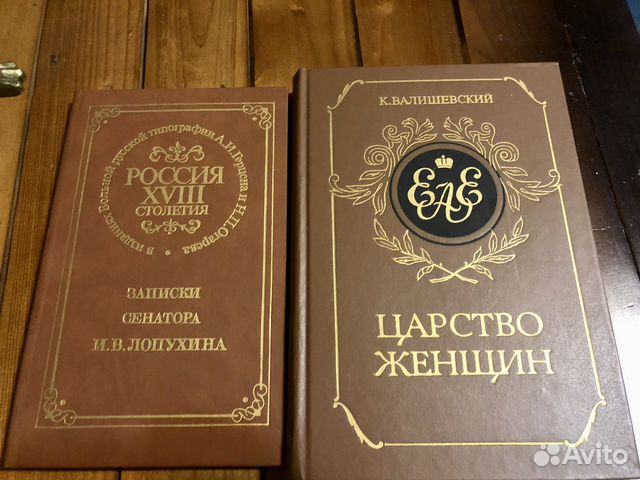 в изданиях Вольной русской типографии А.И.Герцена и Н.П.Огарева
РОССИЯ
XVIII
СТОЛЕТИЯ
ЗАПИСКИ
СЕНАТОРА
И.В.ЛОПУХИНА
К.ВАЛИШЕВСКИЙ
ЕАЕ
ЦАРСТВО
ЖЕНЩИН
Avito